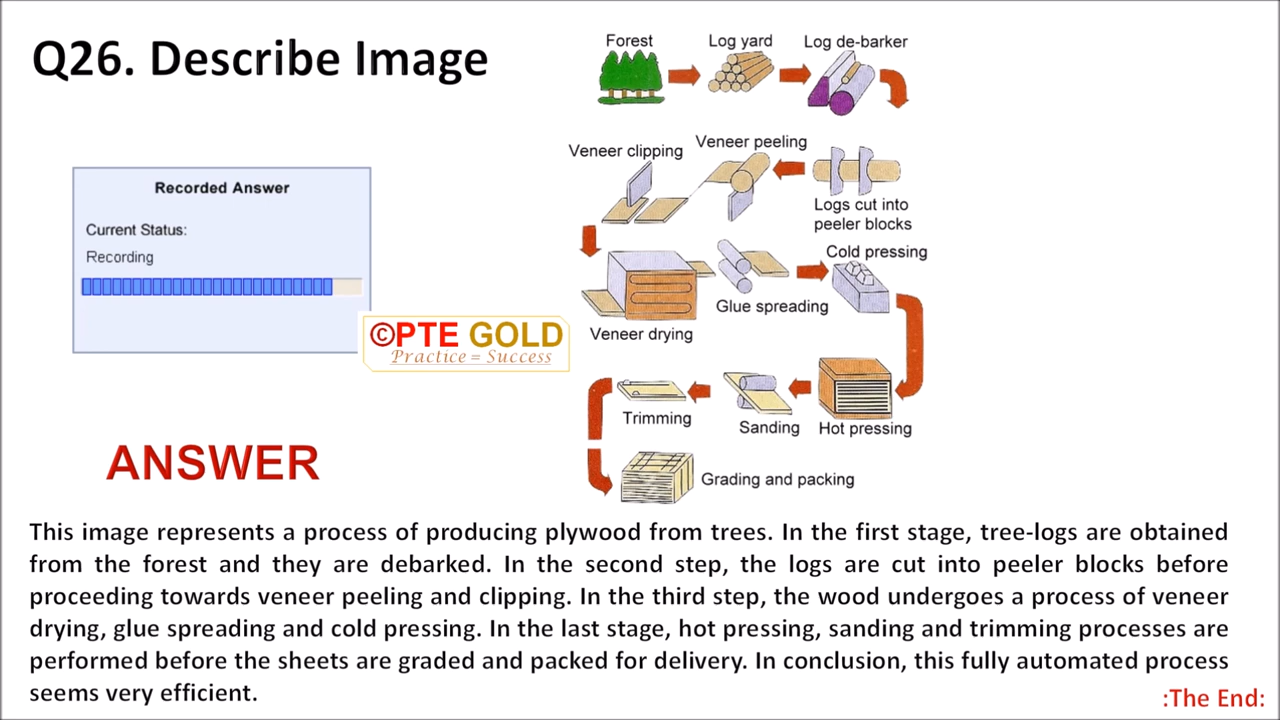 Q26. Describe Image
Recorded Answer
Current Status:
Recording
©PTE GOLD
Practice = Success
ANSWER
Forest
Log yard
Log de-barker
Veneer clipping
Veneer peeling
Logs cut into
peeler blocks
Veneer drying
Glue spreading
Cold pressing
Trimming
Sanding
Hot pressing
Grading and packing
This image represents a process of producing plywood from trees. In the first stage, tree-logs are obtained
from the forest and they are debarked. In the second step, the logs are cut into peeler blocks before
proceeding towards veneer peeling and clipping. In the third step, the wood undergoes a process of veneer
drying, glue spreading and cold pressing. In the last stage, hot pressing, sanding and trimming processes are
performed before the sheets are graded and packed for delivery. In conclusion, this fully automated process
seems very efficient.
:The End: